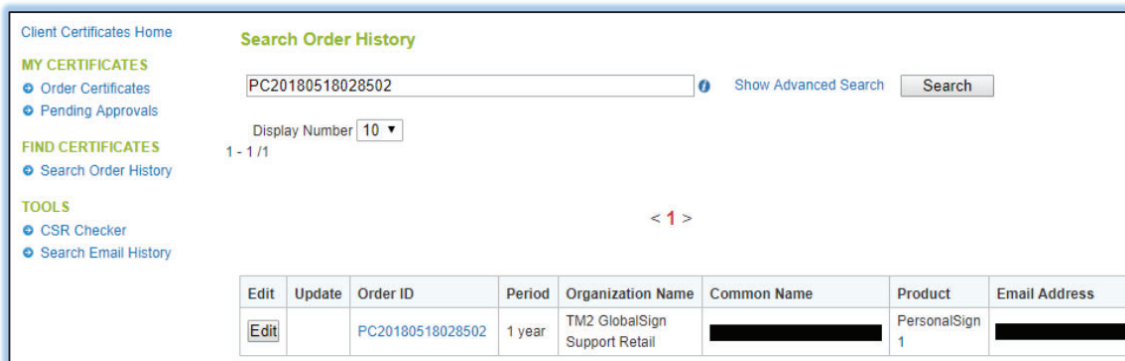 Client Certificates Home
MY CERTIFICATES
Order Certificates
Pending Approvals
FIND CERTIFICATES
Search Order History
TOOLS
CSR Checker
Search Email History
Search Order History
PC20180518028502 i Show Advanced Search Search
Display Number 10
1 - 1 /1
< 1 >
Edit Update Order ID Period Organization Name Common Name Product Email Address
Edit PC20180518028502 1 year TM2 GlobalSign PersonalSign
Support Retail 1